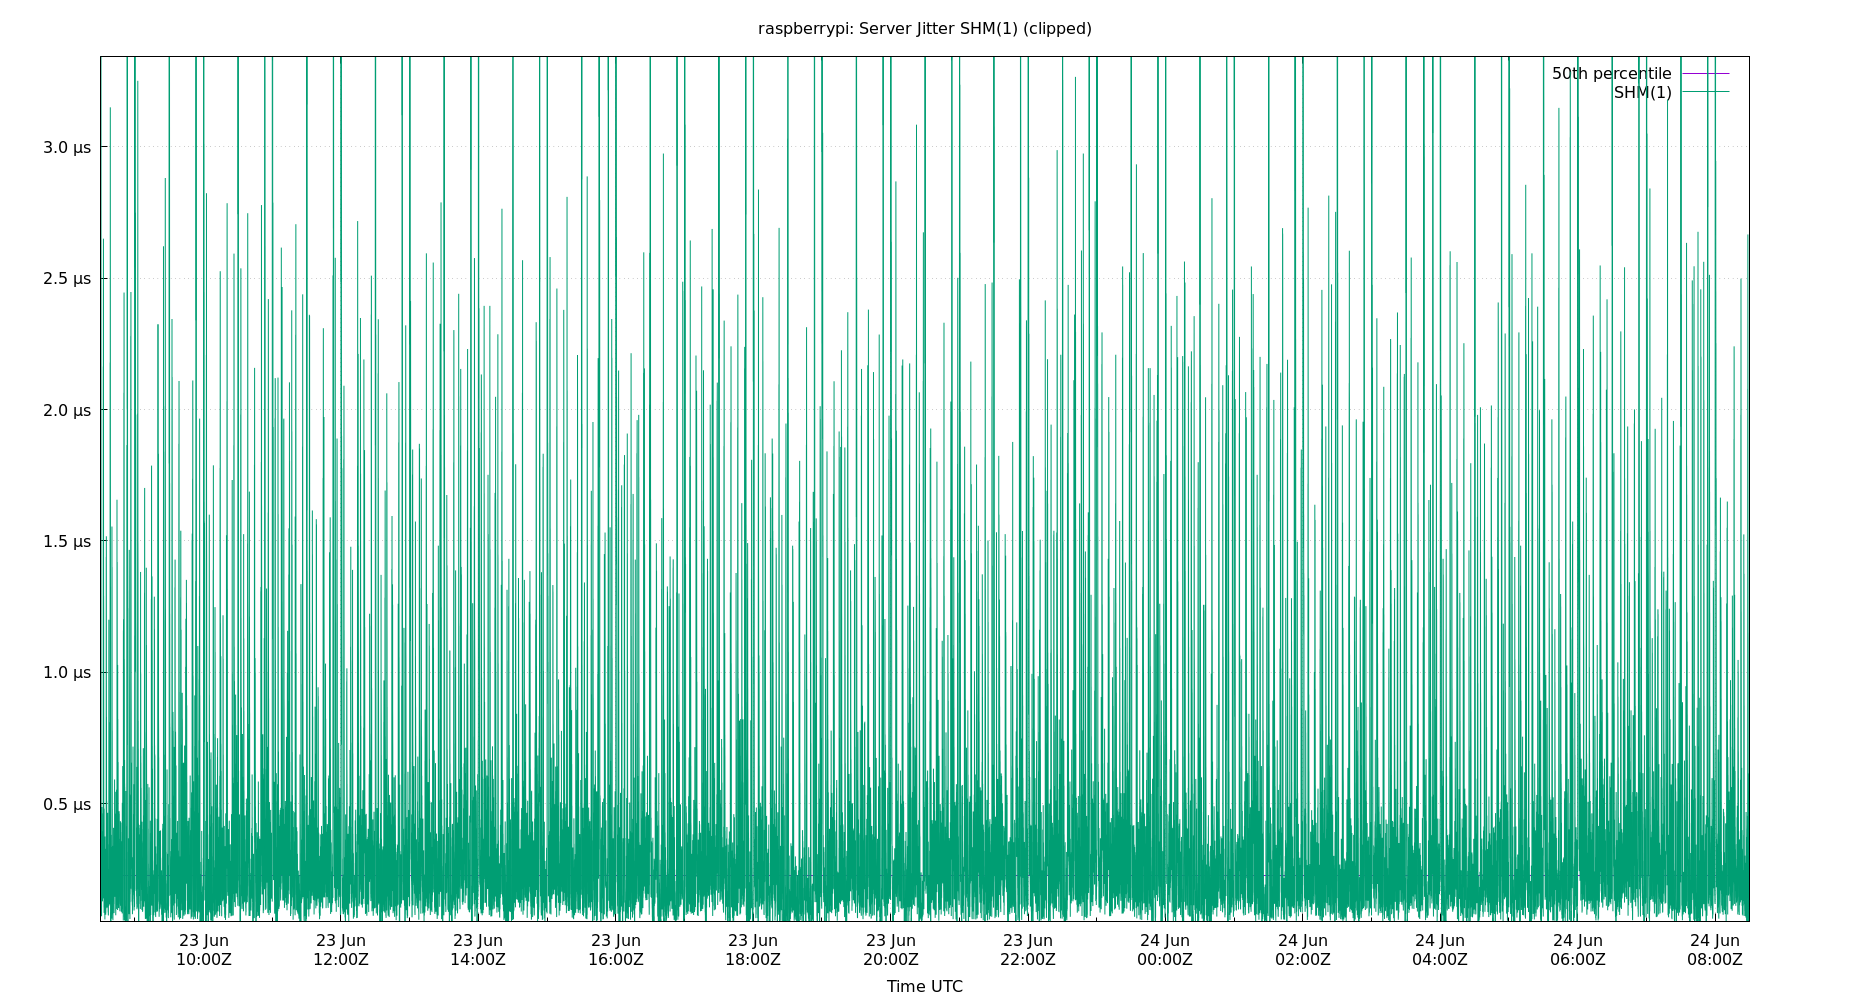 raspberrypi: Server Jitter SHM(1) (clipped)
50th percentile
SHM(1)
3.0 µs
2.5 µs
2.0 µs
1.5 µs
1.0 µs
0.5 µs
23 Jun 23 Jun 23 Jun 23 Jun 23 Jun 23 Jun 23 Jun 24 Jun 24 Jun 24 Jun 24 Jun 24 Jun
10:00Z 12:00Z 14:00Z 16:00Z 18:00Z 20:00Z 22:00Z 00:00Z 02:00Z 04:00Z 06:00Z 08:00Z
Time UTC